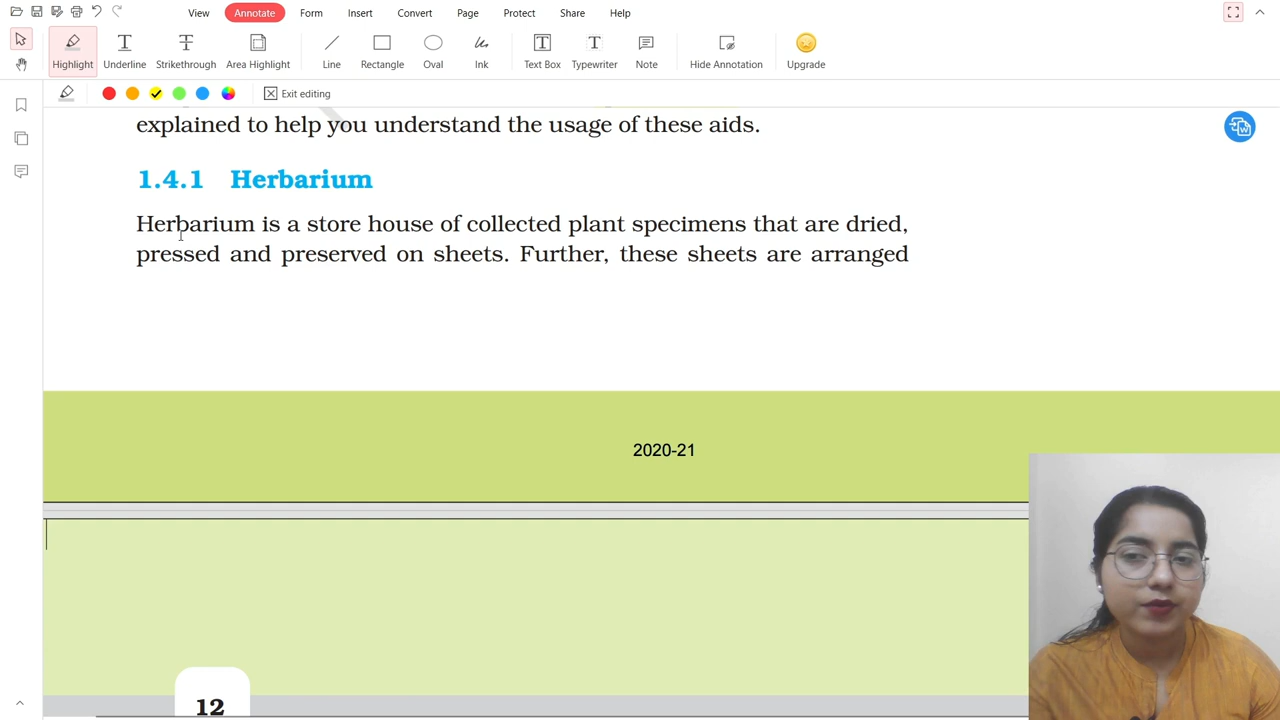 View Annotate Form Insert Convert Page Protect Share Help
Highlight Underline Strikethrough Area Highlight Line Rectangle Oval Ink Text Box Typewriter Note Hide Annotation Upgrade
Exit editing
explained to help you understand the usage of these aids.
1.4.1 Herbarium
Herbarium is a store house of collected plant specimens that are dried,
pressed and preserved on sheets. Further, these sheets are arranged
2020-21
12